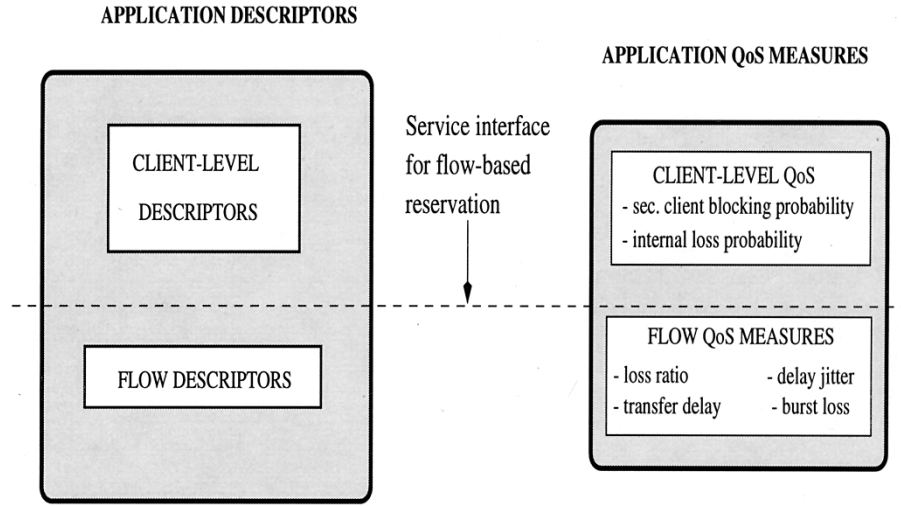 APPLICATION DESCRIPTORS
CLIENT-LEVEL
DESCRIPTORS
FLOW DESCRIPTORS
Service interface
for flow-based
reservation
APPLICATION QoS MEASURES
CLIENT-LEVEL QoS
- sec. client blocking probability
- internal loss probability
FLOW QoS MEASURES
- loss ratio - delay jitter
- transfer delay - burst loss